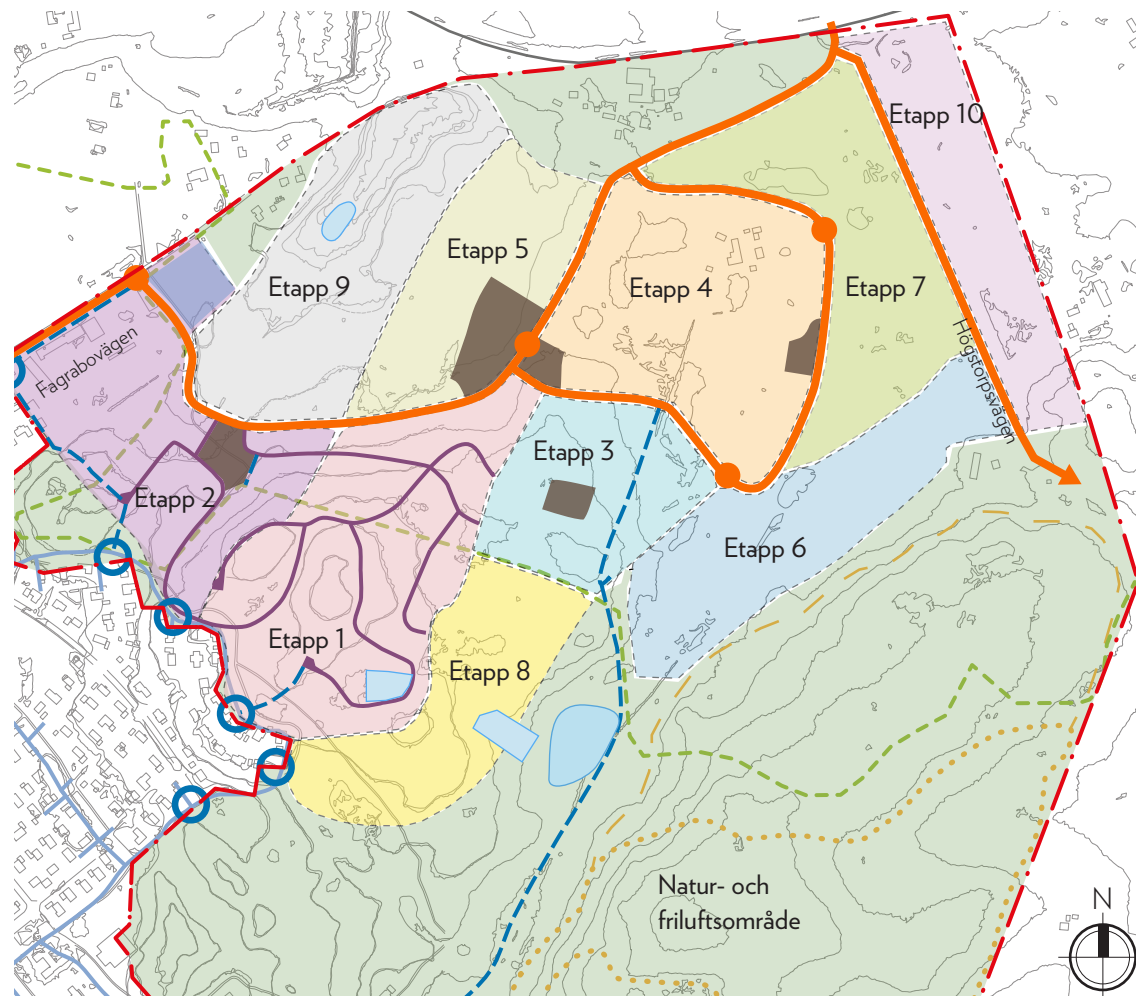 Etapp 10
Etapp 5
Etapp 9
Etapp 4
Etapp 7
Fagrabovägen
Högstorpsvägen
Etapp 3
Etapp 2
Etapp 6
Etapp 1
Etapp 8
Natur- och
friluftsområde
N